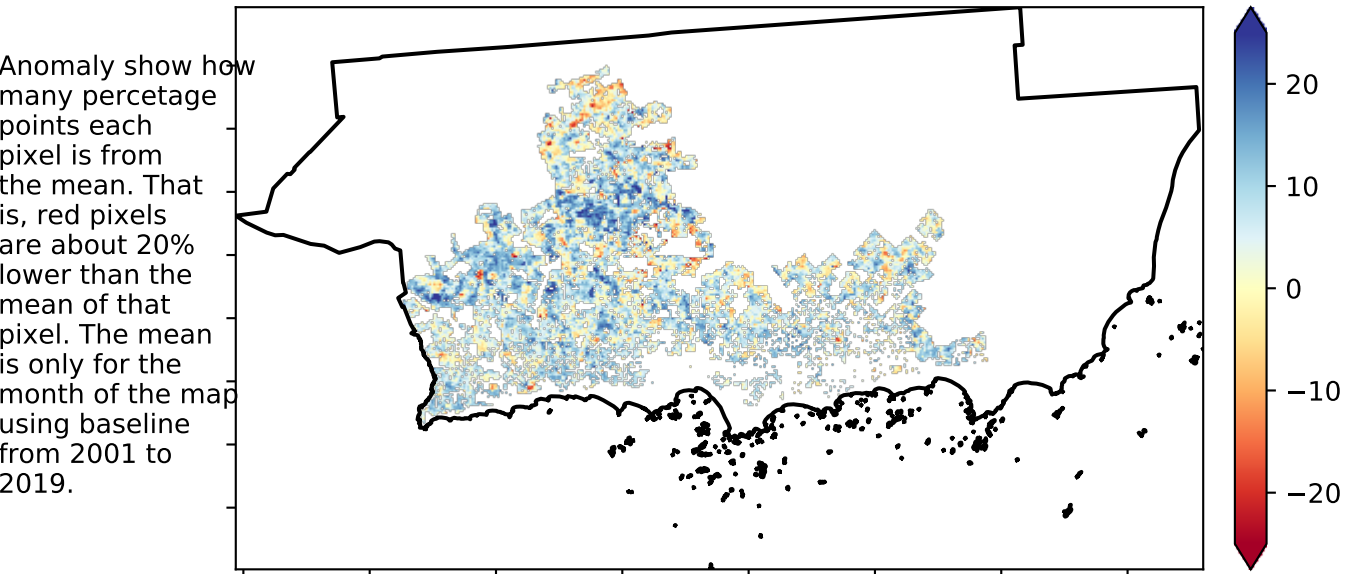 Anomaly show how
many percetage
points each
pixel is from
the mean. That
is, red pixels
are about 20%
lower than the
mean of that
pixel. The mean
is only for the
month of the map
using baseline
from 2001 to
2019.
20
10
0
−10
−20